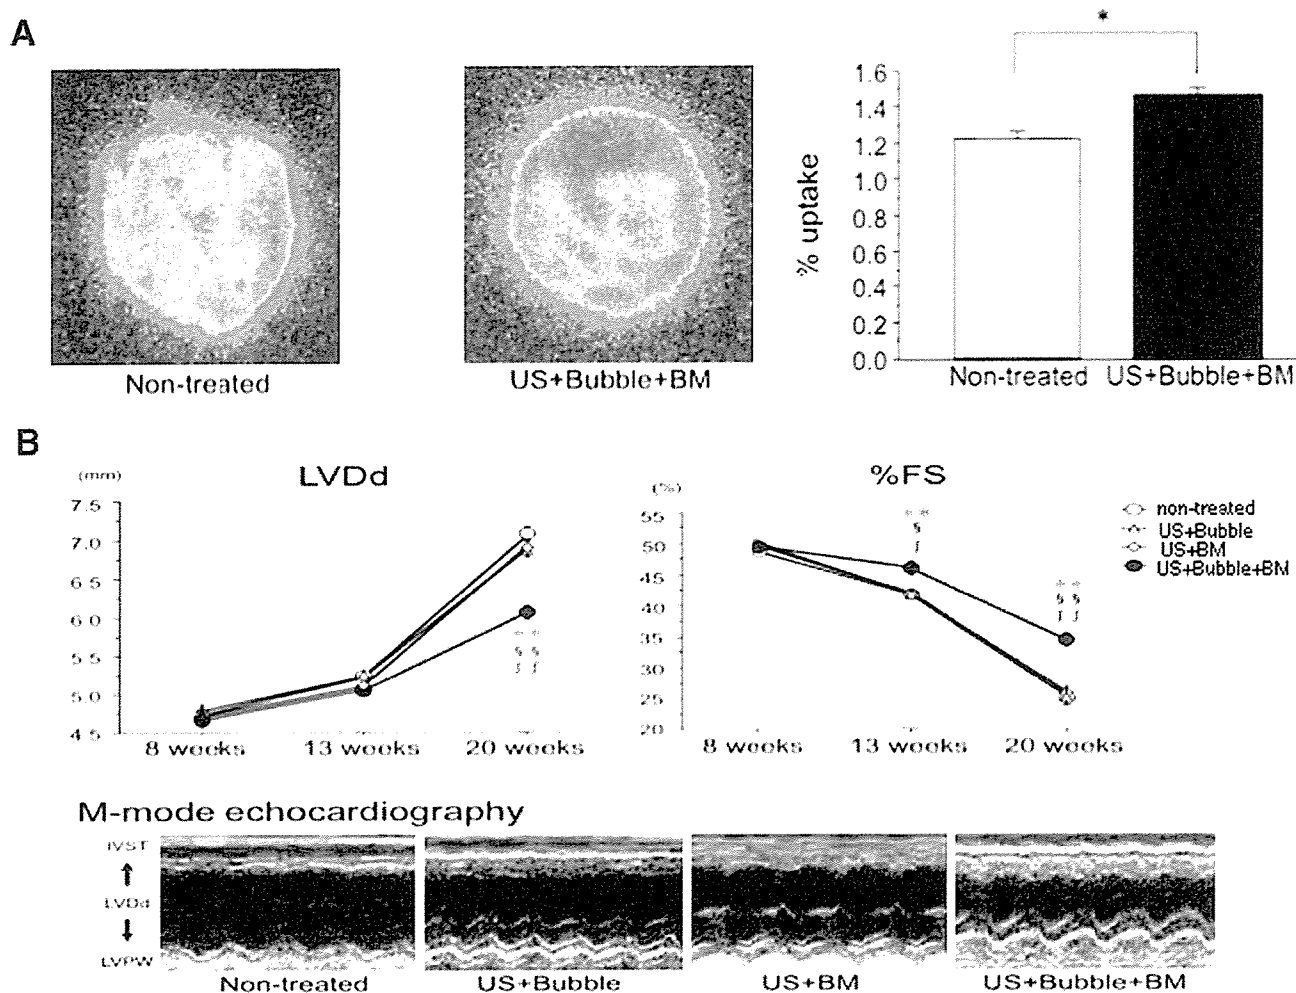 A
*
1.6
1.4
1.2
1.0
0.8
0.6
0.4
0.2
0.0
% uptake
Non-treated
US+Bubble+BM
Non-treated US+Bubble+BM
B
LVDd
(mm)
7.5
7.0
6 5
6 0
5 5
5.0
4 5
8 weeks 13 weeks 20 weeks
§ §
%FS
(%)
55
50
45
40
35
30
25
20
8 weeks 13 weeks 20 weeks
* *
§
§ §
non-treated
US+Bubble
US+BM
US+Bubble+BM
M-mode echocardiography
IVST
LVDd
LVPW
Non-treated US+Bubble US+BM US+Bubble+BM